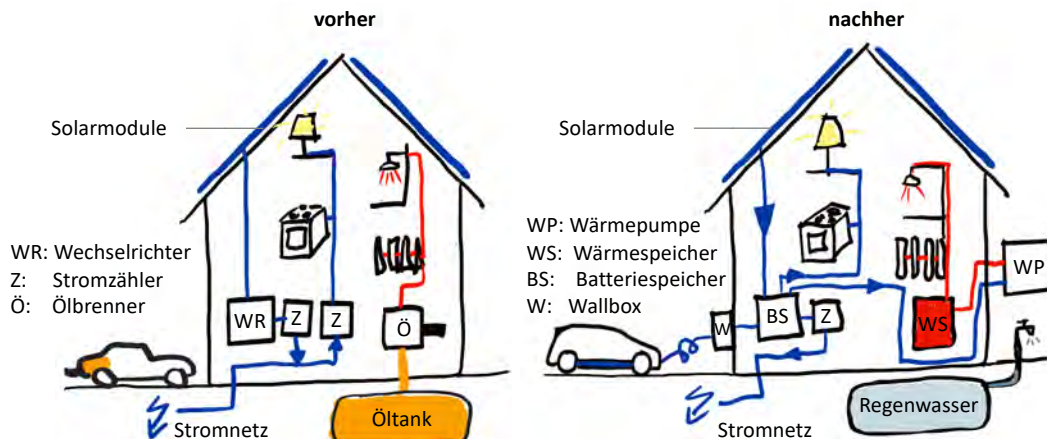 vorher
Solarmodule
WR: Wechselrichter
Z: Stromzähler
Ö: Ölbrenner
WR
Z
Z
Ö
Öltank
Stromnetz
nachher
Solarmodule
WP: Wärmepumpe
WS: Wärmespeicher
BS: Batteriespeicher
W: Wallbox
WP
W
BS
Z
WS
Regenwasser
Stromnetz